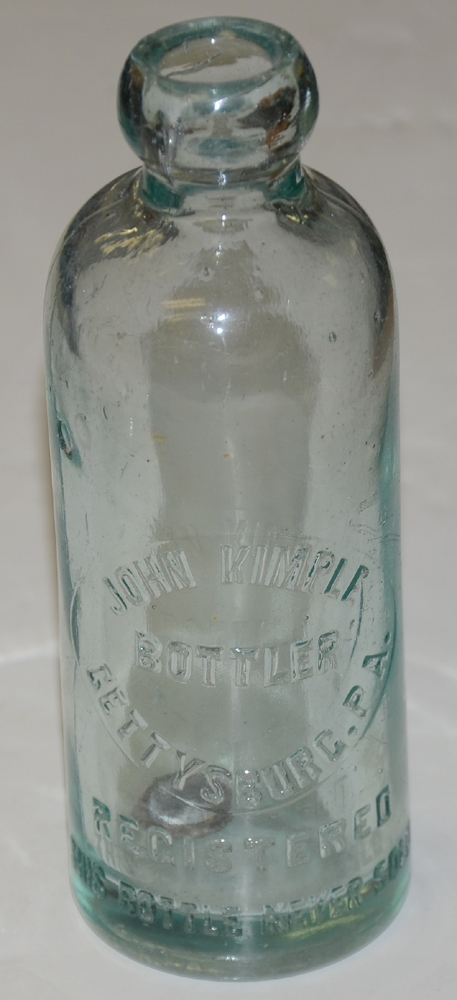 JOHN KIMPLE
BOTTLER
GETTYSBURG, PA.
REGISTERED
THIS BOTTLE NEVER SOLD